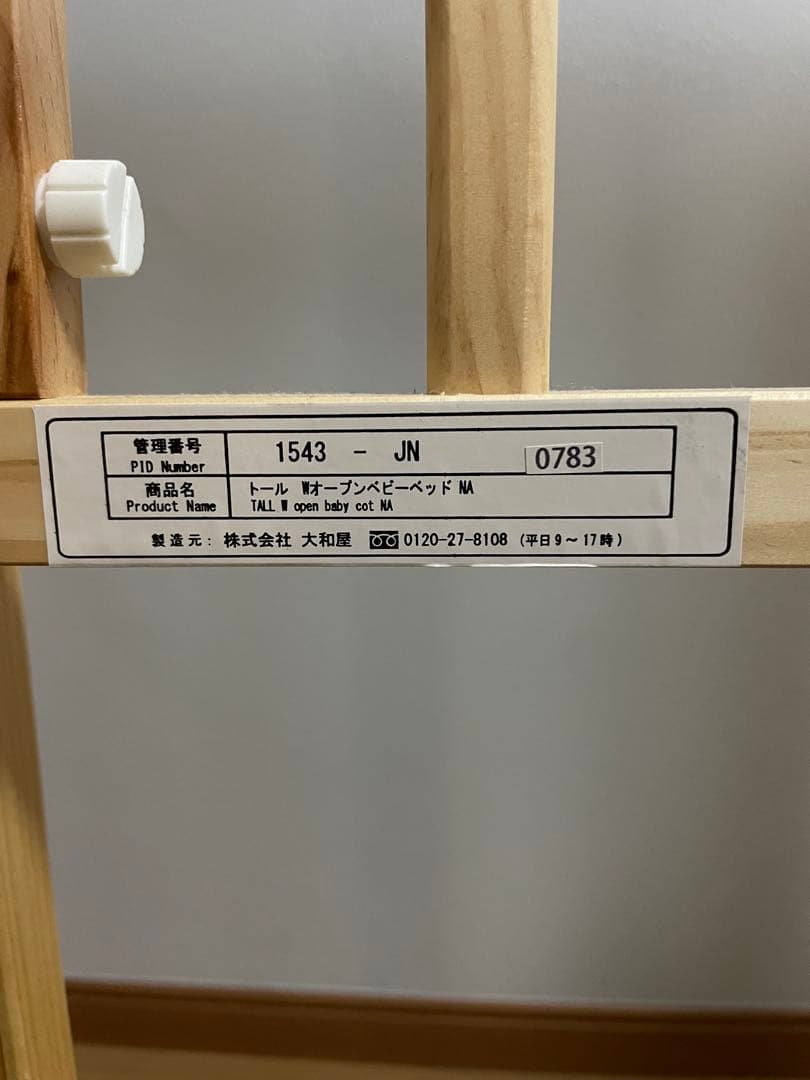 管理番号 1543 - JN 0783
PID Number
商品名 トール Wオープンベビーベッド NA
Product Name TALL W open baby cot NA
製造元: 株式会社 大和屋 0120-27-8108 (平日9～17時)